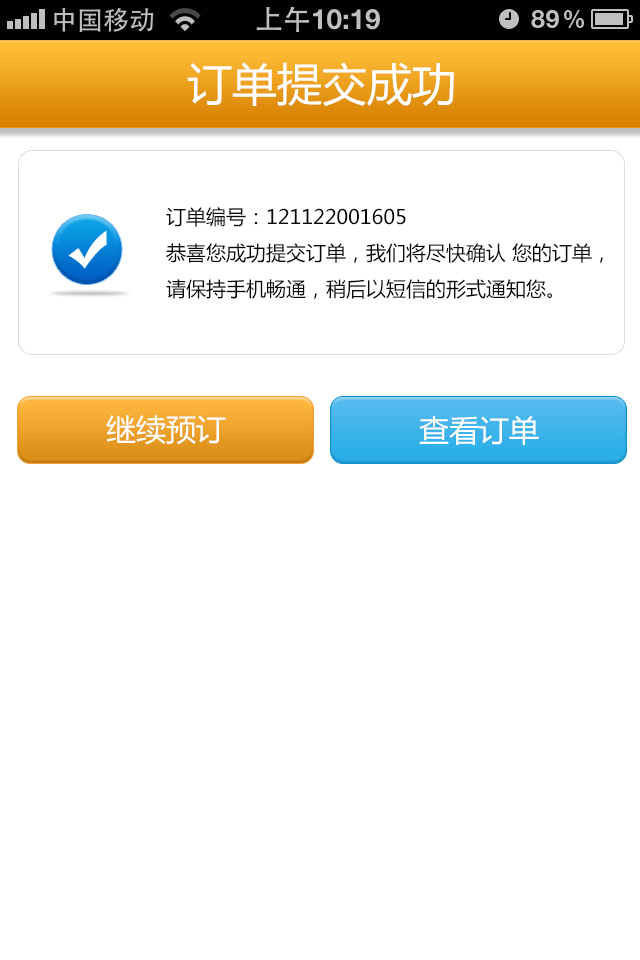 中国移动 上午10:19 89%
订单提交成功
订单编号：121122001605
恭喜您成功提交订单，我们将尽快确认 您的订单，
请保持手机畅通，稍后以短信的形式通知您。
继续预订 查看订单